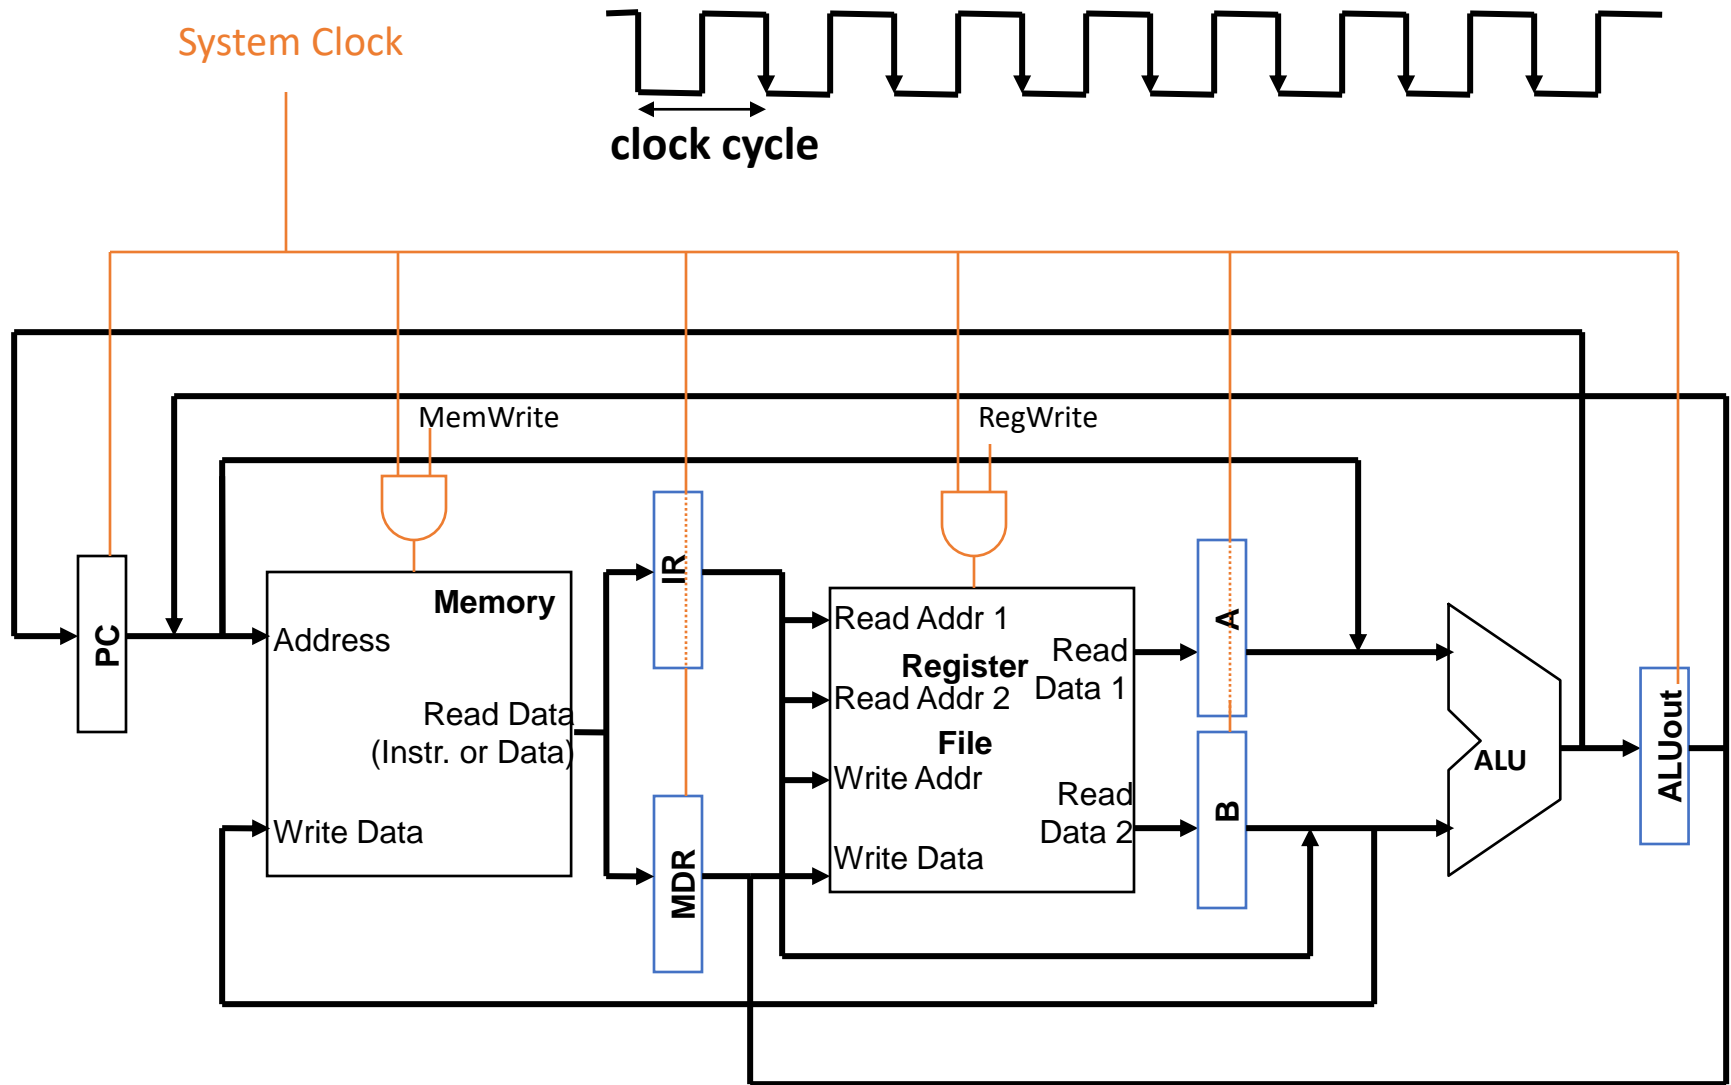 System Clock
clock cycle
MemWrite
RegWrite
PC
Memory
Address
Read Data
(Instr. or Data)
Write Data
IR
MDR
Read Addr 1
Register
Read Addr 2
File
Write Addr
Write Data
Read
Data 1
Read
Data 2
A
B
ALU
ALUout